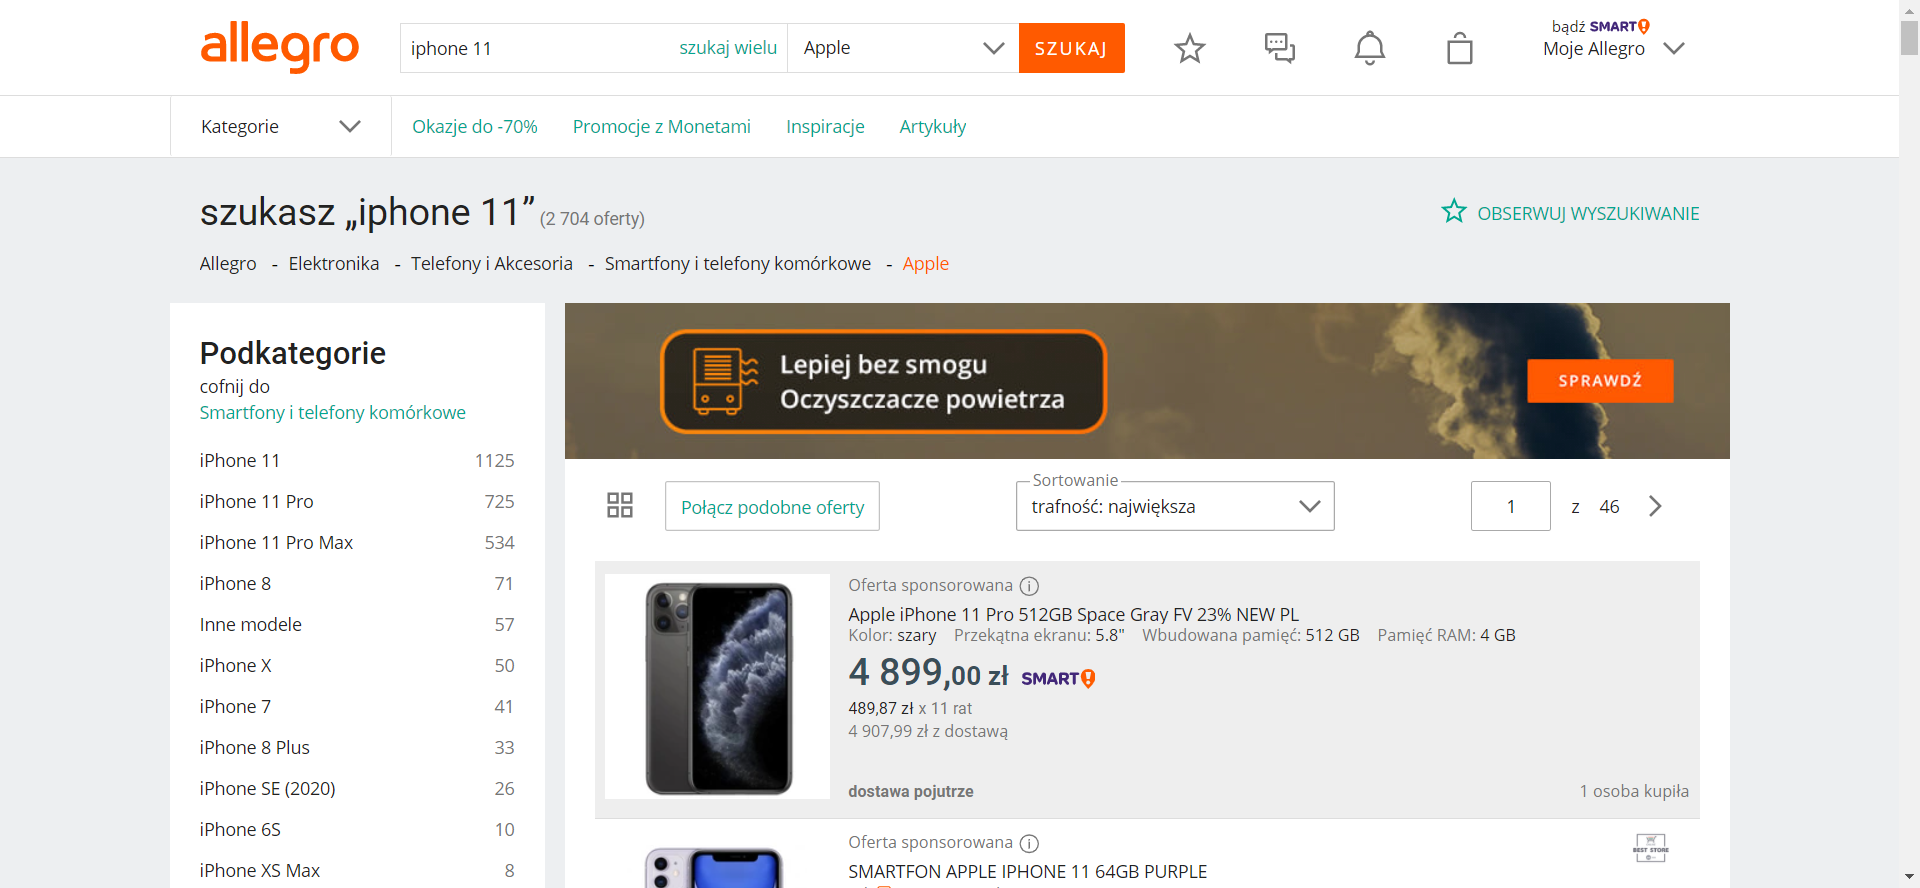 allegro
iphone 11 szukaj wielu Apple SZUKAJ
bądź SMART!
Moje Allegro
Kategorie Okazje do -70% Promocje z Monetami Inspiracje Artykuły
szukasz „iphone 11” (2 704 oferty)
OBSERWUJ WYSZUKIWANIE
Allegro - Elektronika - Telefony i Akcesoria - Smartfony i telefony komórkowe - Apple
Podkategorie
cofnij do
Smartfony i telefony komórkowe
iPhone 11 1125
iPhone 11 Pro 725
iPhone 11 Pro Max 534
iPhone 8 71
Inne modele 57
iPhone X 50
iPhone 7 41
iPhone 8 Plus 33
iPhone SE (2020) 26
iPhone 6S 10
iPhone XS Max 8
Lepiej bez smogu
Oczyszczacze powietrza
SPRAWDŹ
Połącz podobne oferty
Sortowanie
trafność: największa
1 z 46
Oferta sponsorowana
Apple iPhone 11 Pro 512GB Space Gray FV 23% NEW PL
Kolor: szary Przekątna ekranu: 5.8" Wbudowana pamięć: 512 GB Pamięć RAM: 4 GB
4 899,00 zł SMART!
489,87 zł x 11 rat
4 907,99 zł z dostawą
dostawa pojutrze
1 osoba kupiła
Oferta sponsorowana
BEST STORE
SMARTFON APPLE IPHONE 11 64GB PURPLE